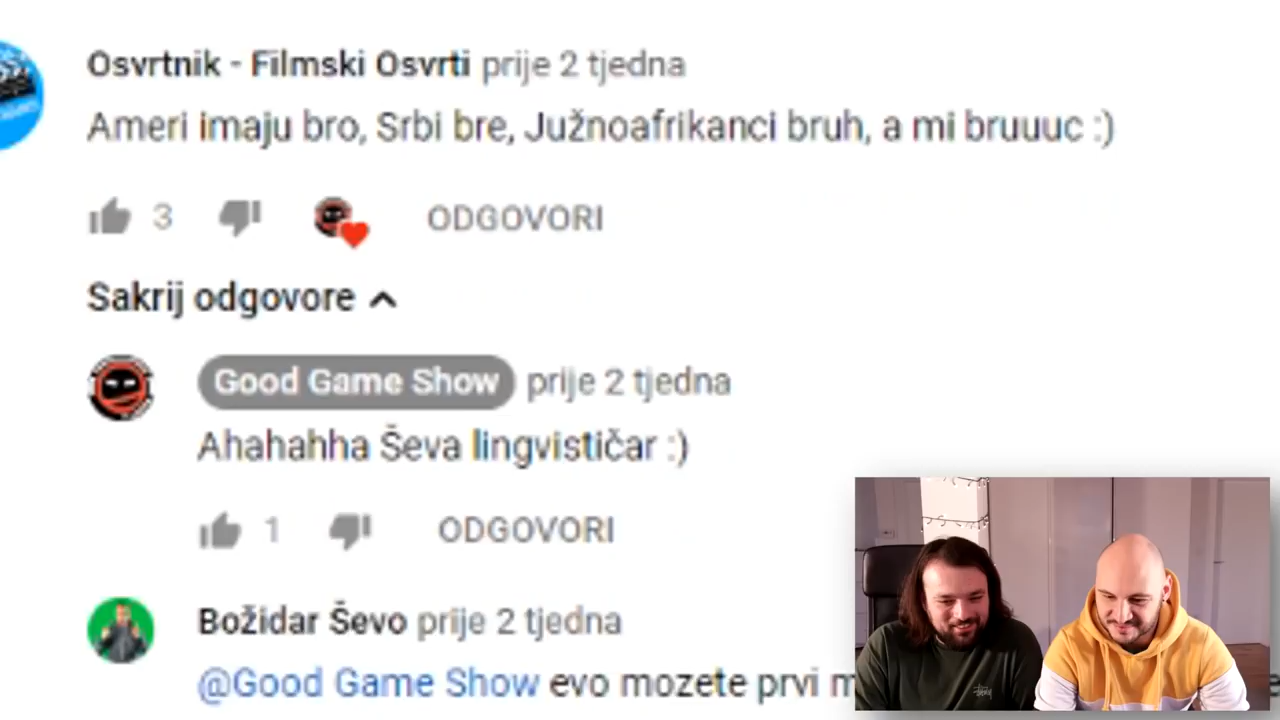 Osvrtnik - Filmski Osvrti prije 2 tjedna
Ameri imaju bro, Srbi bre, Južnoafrikanci bruh, a mi bruuuc :)
3 ODGOVORI
Sakrij odgovore
Good Game Show prije 2 tjedna
Ahahahha Ševa lingvističar :)
1 ODGOVORI
Božidar Ševo prije 2 tjedna
@Good Game Show evo mozete prvi